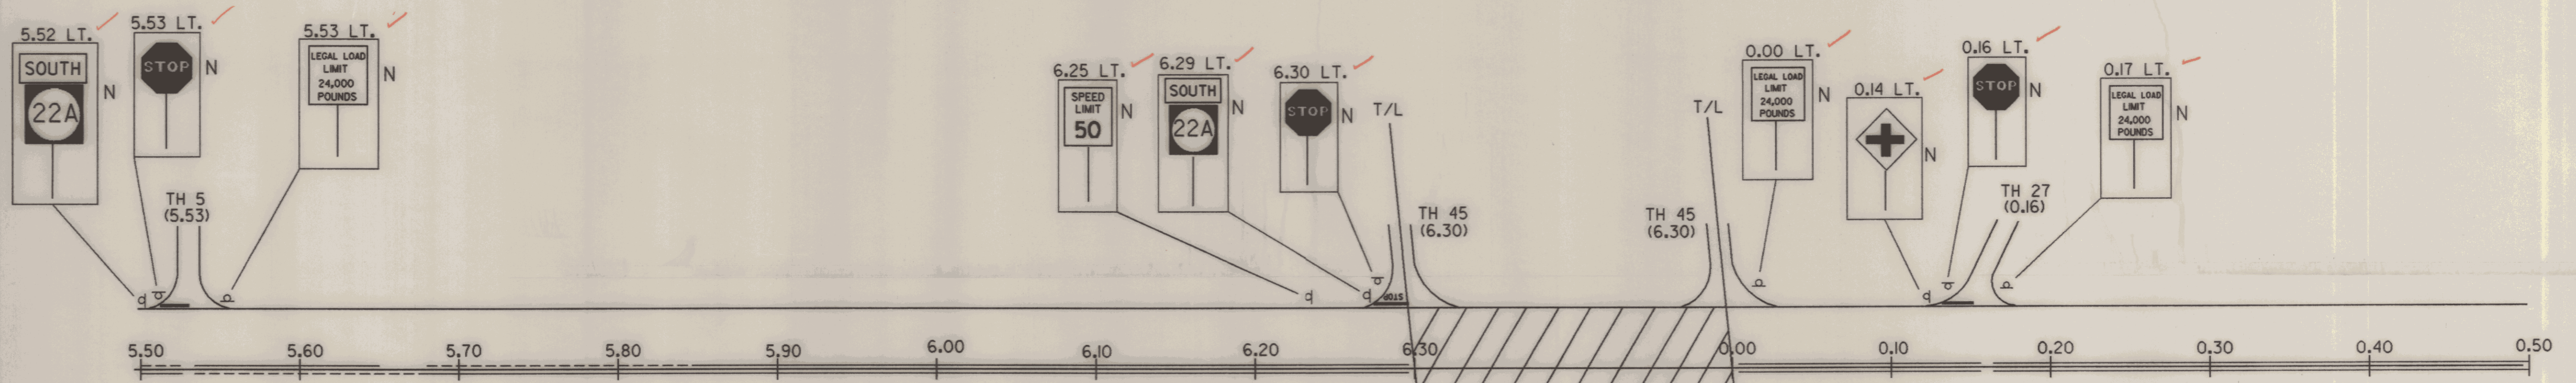 5.52 LT.
SOUTH
22A
N
5.53 LT.
STOP
N
5.53 LT.
LEGAL LOAD
LIMIT
24,000
POUNDS
N
TH 5
(5.53)
6.25 LT.
SPEED
LIMIT
50
N
6.29 LT.
SOUTH
22A
N
6.30 LT.
STOP
N
T/L
TH 45
(6.30)
STOP
T/L
TH 45
(6.30)
0.00 LT.
LEGAL LOAD
LIMIT
24,000
POUNDS
N
0.14 LT.
N
0.16 LT.
STOP
N
TH 27
(0.16)
0.17 LT.
LEGAL LOAD
LIMIT
24,000
POUNDS
N
5.50 5.60 5.70 5.80 5.90 6.00 6.10 6.20 6.30 0.00 0.10 0.20 0.30 0.40 0.50